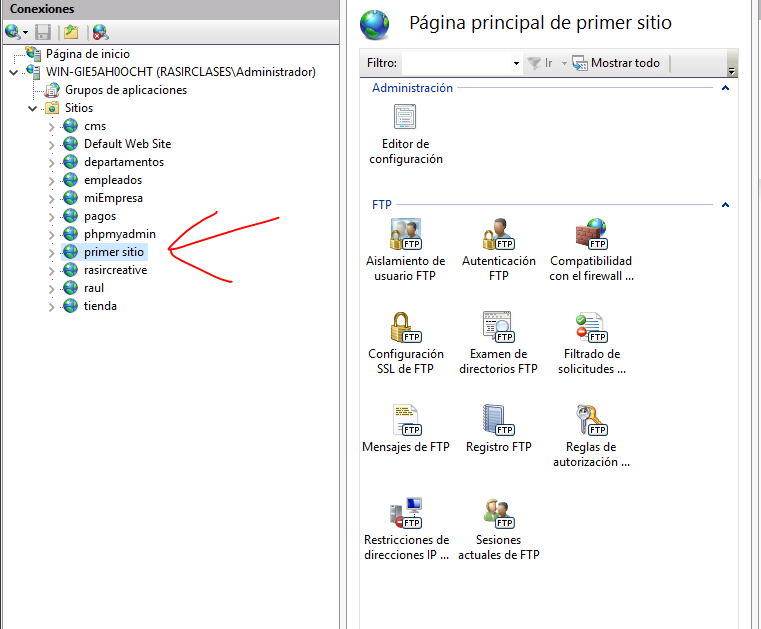 Conexiones
Página de inicio
WIN-GIE5AH0OCHT (RASIRCLASES\Administrador)
Grupos de aplicaciones
Sitios
cms
Default Web Site
departamentos
empleados
miEmpresa
pagos
phpmyadmin
primer sitio
rasircreative
raul
tienda
Página principal de primer sitio
Filtro:
Ir
Mostrar todo
Administración
Editor de
configuración
FTP
FTP
Aislamiento de
usuario FTP
FTP
Autenticación
FTP
FTP
Compatibilidad
con el firewall ...
FTP
Configuración
SSL de FTP
FTP
Examen de
directorios FTP
FTP
Filtrado de
solicitudes ...
FTP
Mensajes de FTP
FTP
Registro FTP
FTP
Reglas de
autorización ...
FTP
Restricciones de
direcciones IP ...
FTP
Sesiones
actuales de FTP